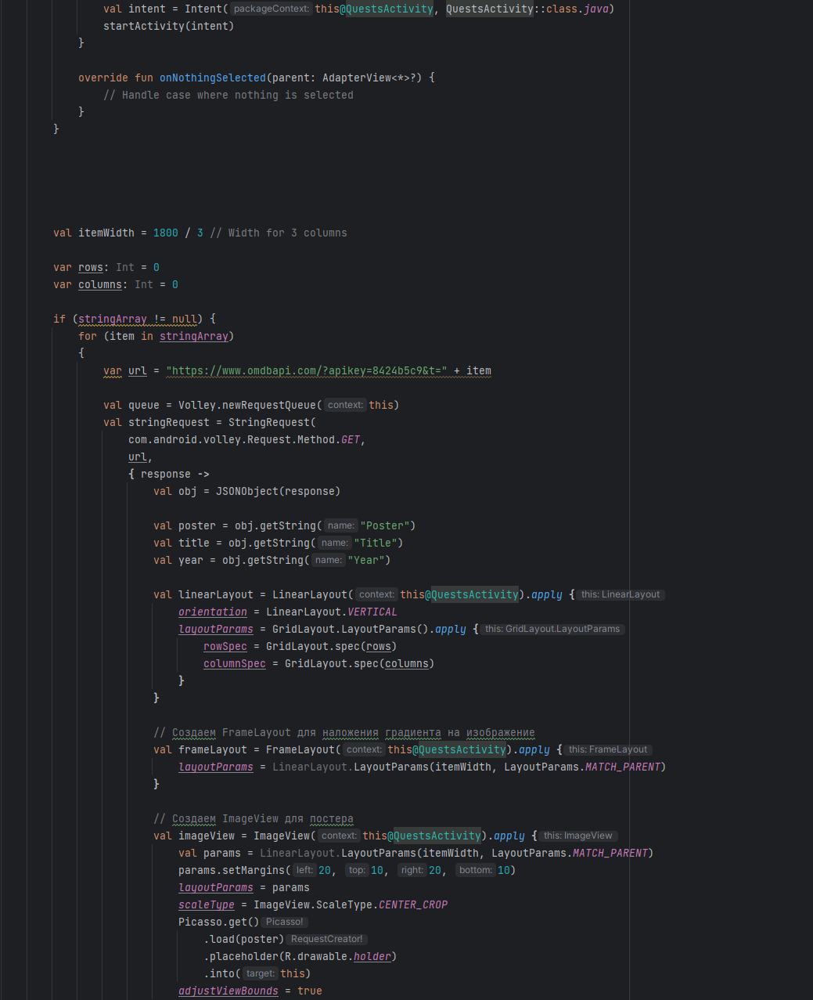 val intent = Intent( packageContext: this@QuestsActivity, QuestsActivity::class.java)
startActivity(intent)
}
override fun onNothingSelected(parent: AdapterView<*>?) {
// Handle case where nothing is selected
}
}
val itemWidth = 1800 / 3 // Width for 3 columns
var rows: Int = 0
var columns: Int = 0
if (stringArray != null) {
for (item in stringArray)
{
var url = "https://www.omdbapi.com/?apikey=8424b5c9&t=" + item
val queue = Volley.newRequestQueue( context: this)
val stringRequest = StringRequest(
com.android.volley.Request.Method.GET,
url,
{ response ->
val obj = JSONObject(response)
val poster = obj.getString( name: "Poster")
val title = obj.getString( name: "Title")
val year = obj.getString( name: "Year")
val linearLayout = LinearLayout( context: this@QuestsActivity).apply { this: LinearLayout
orientation = LinearLayout.VERTICAL
layoutParams = GridLayout.LayoutParams().apply { this: GridLayout.LayoutParams
rowSpec = GridLayout.spec(rows)
columnSpec = GridLayout.spec(columns)
}
}
// Создаем FrameLayout для наложения градиента на изображение
val frameLayout = FrameLayout( context: this@QuestsActivity).apply { this: FrameLayout
layoutParams = LinearLayout.LayoutParams(itemWidth, LayoutParams.MATCH_PARENT)
}
// Создаем ImageView для постера
val imageView = ImageView( context: this@QuestsActivity).apply { this: ImageView
val params = LinearLayout.LayoutParams(itemWidth, LayoutParams.MATCH_PARENT)
params.setMargins( left: 20, top: 10, right: 20, bottom: 10)
layoutParams = params
scaleType = ImageView.ScaleType.CENTER_CROP
Picasso.get() Picasso!
.load(poster) RequestCreator!
.placeholder(R.drawable.holder)
.into( target: this)
adjustViewBounds = true